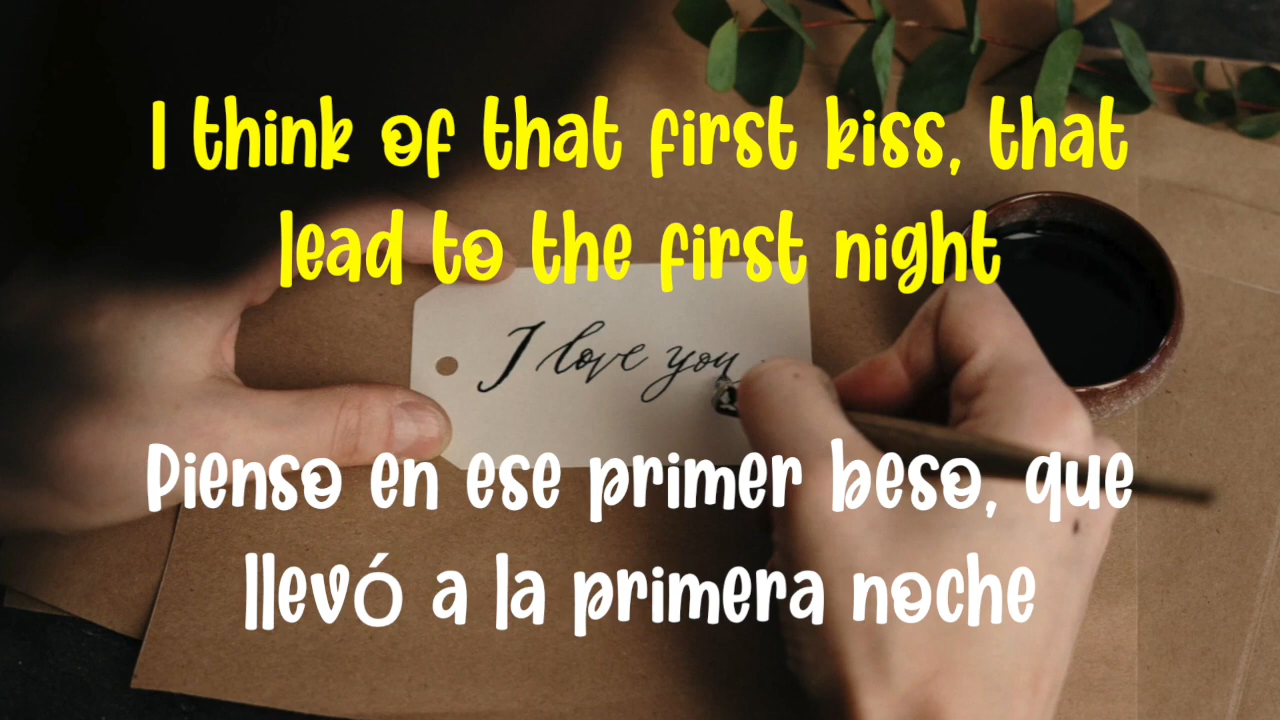 I think of that first kiss, that
lead to the first night
I love you
Pienso en ese primer beso, que
llevó a la primera noche